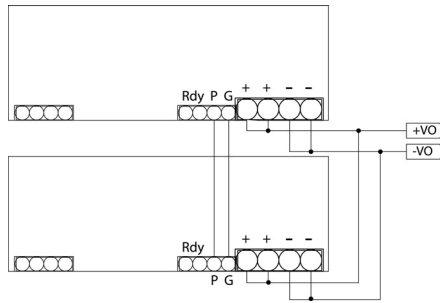 Rdy P G + + – –
+VO
-VO
Rdy + + – –
P G